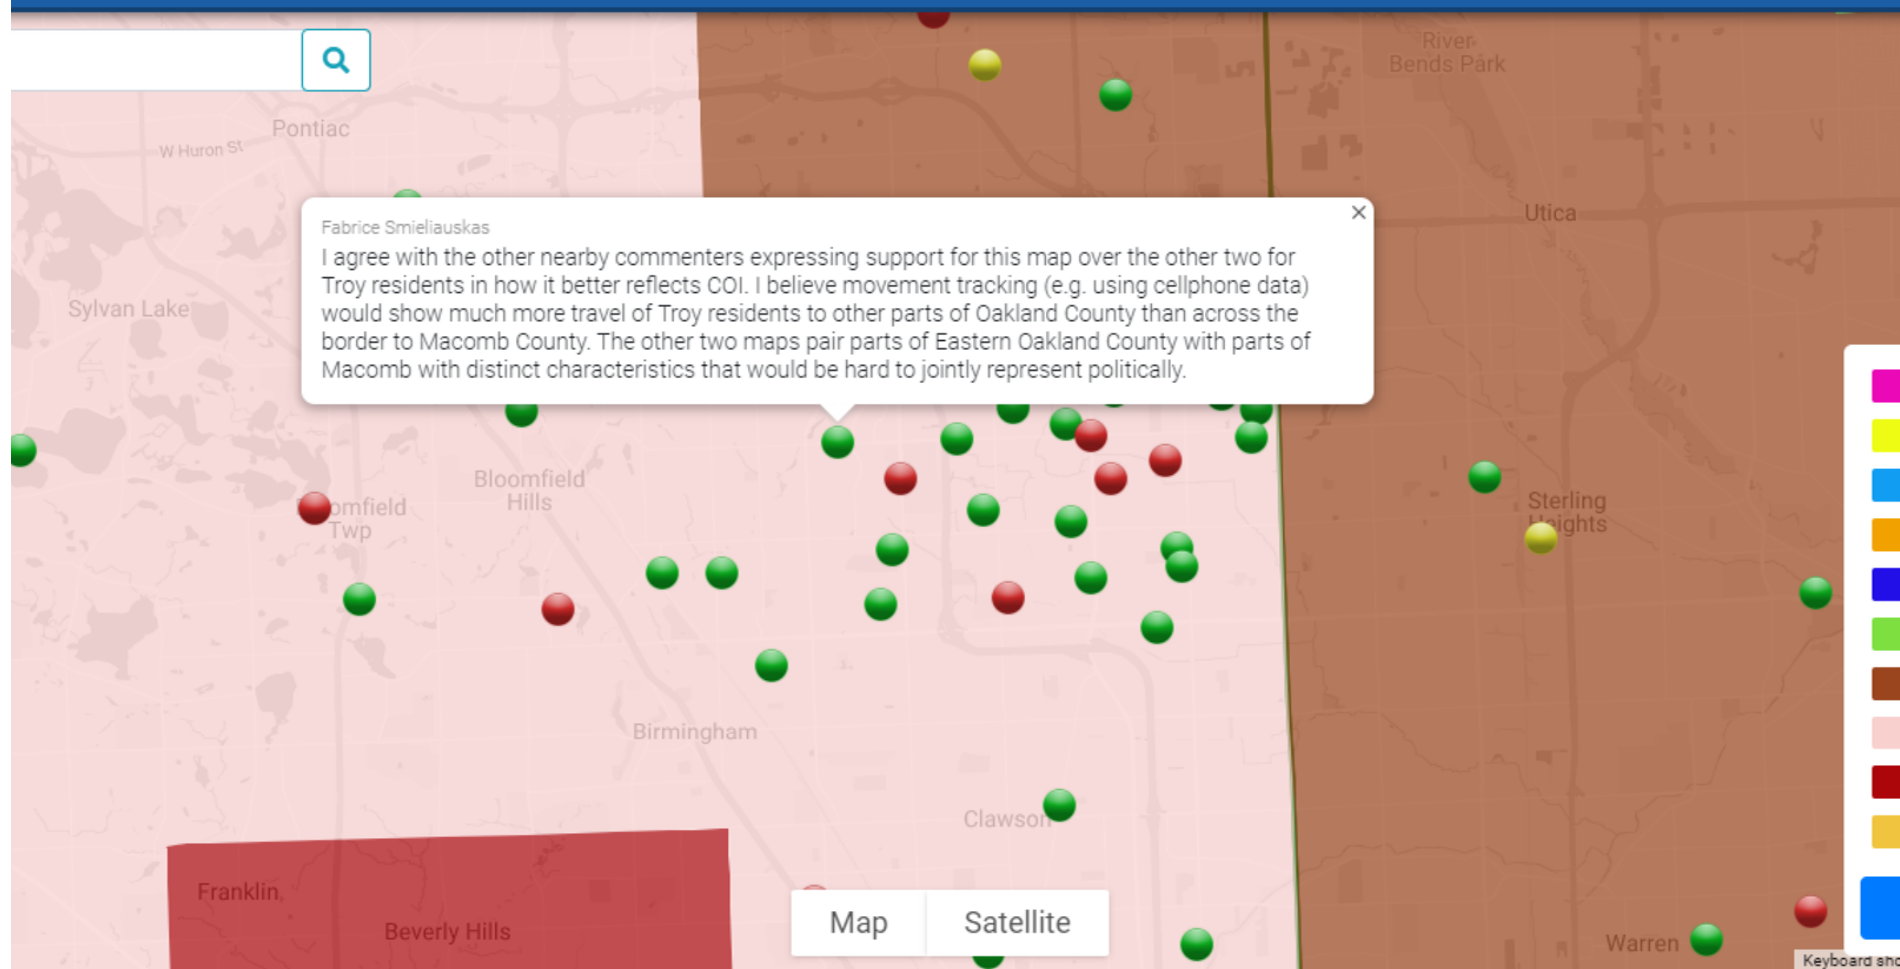 River
Bends Park
Pontiac
W Huron St
Utica
Fabrice Smieliauskas
I agree with the other nearby commenters expressing support for this map over the other two for
Troy residents in how it better reflects COI. I believe movement tracking (e.g. using cellphone data)
would show much more travel of Troy residents to other parts of Oakland County than across the
border to Macomb County. The other two maps pair parts of Eastern Oakland County with parts of
Macomb with distinct characteristics that would be hard to jointly represent politically.
Sylvan Lake
Bloomfield
Hills
omfield
Twp
Sterling
Heights
Birmingham
Clawson
Franklin
Beverly Hills
Map
Satellite
Warren
Keyboard sho